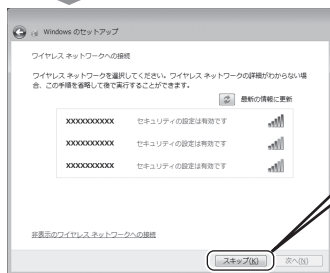 Windows のセットアップ
ワイヤレス ネットワークへの接続
ワイヤレス ネットワークを選択してください。ワイヤレス ネットワークの詳細がわからない場
合、この手順を省略して後で実行することができます。
最新の情報に更新
XXXXXXXXXX セキュリティの設定は有効です
XXXXXXXXXX セキュリティの設定は有効です
XXXXXXXXXX セキュリティの設定は有効です
非表示のワイヤレス ネットワークへの接続
スキップ(K) 次へ(N)